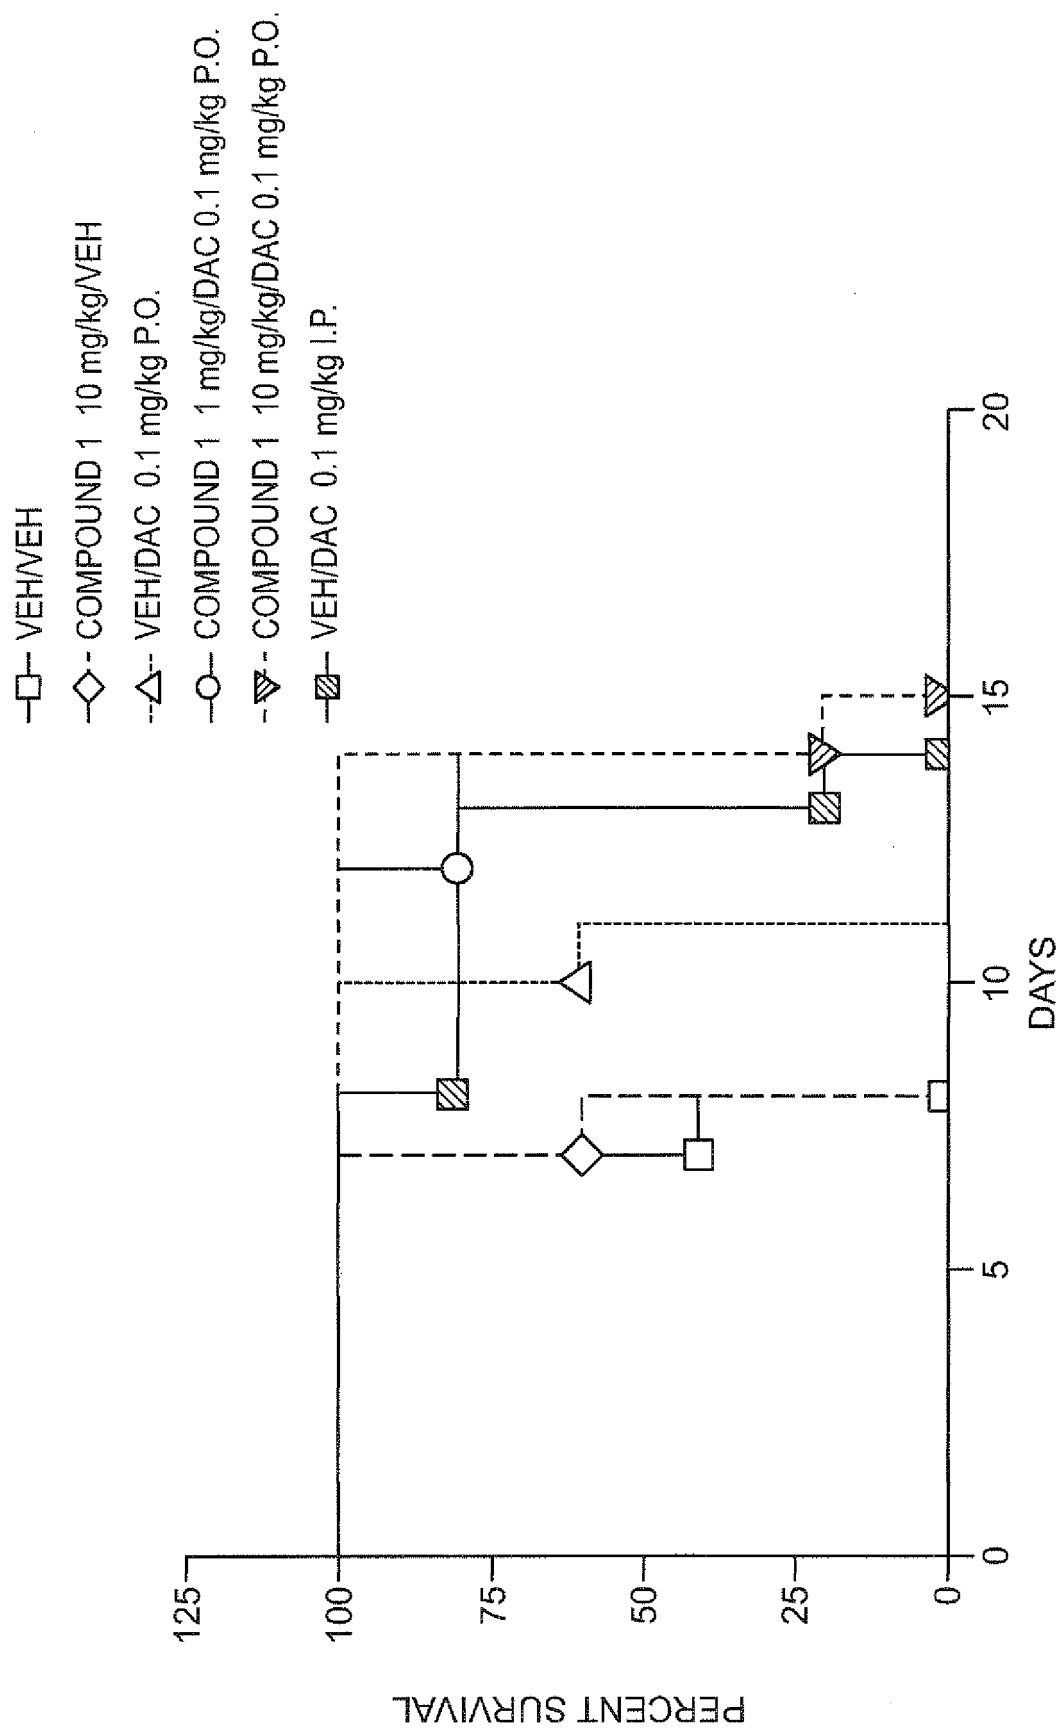 VEH/VEH
COMPOUND 1 10 mg/kg/VEH
VEH/DAC 0.1 mg/kg P.O.
COMPOUND 1 1 mg/kg/DAC 0.1 mg/kg P.O.
COMPOUND 1 10 mg/kg/DAC 0.1 mg/kg P.O.
VEH/DAC 0.1 mg/kg I.P.
PERCENT SURVIVAL
125
100
75
50
25
0
0 5 10 15 20
DAYS